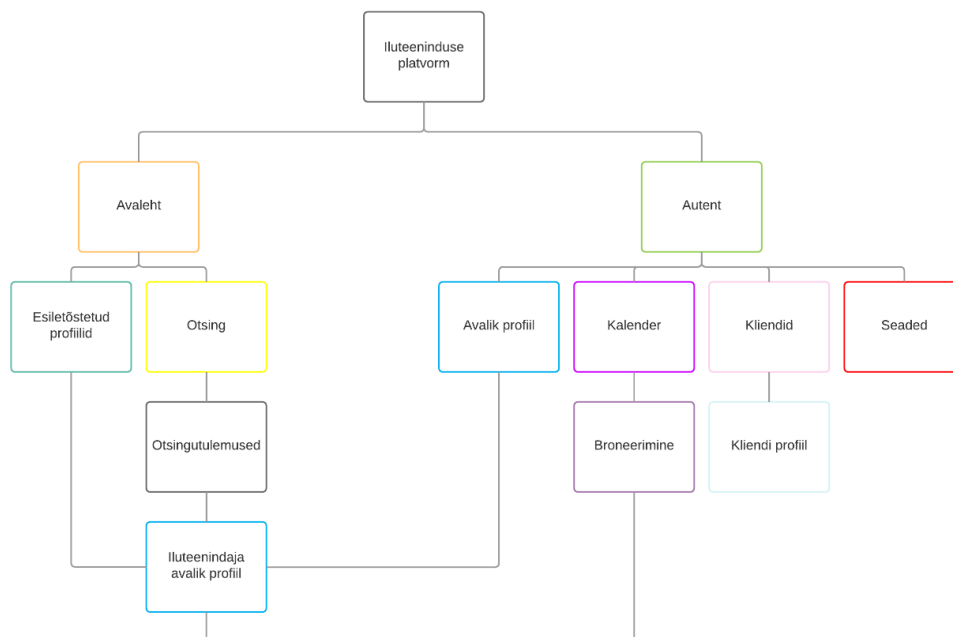 Iluteeninduse
platvorm
Avaleht
Autent
Esiletõstetud
profiilid
Otsing
Avalik profiil
Kalender
Kliendid
Seaded
Otsingutulemused
Broneerimine
Kliendi profiil
Iluteenindaja
avalik profiil